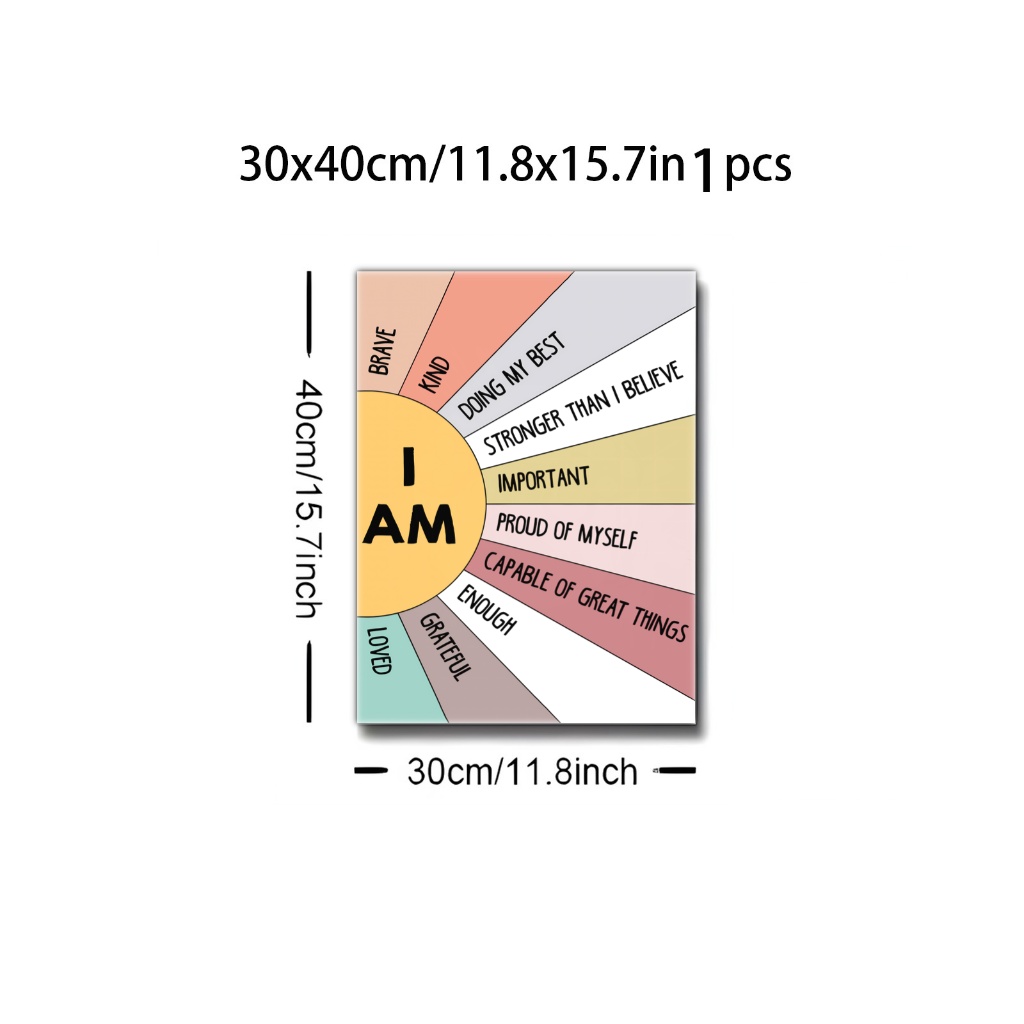 30x40cm/11.8x15.7in 1 pcs
BRAVE
KIND
DOING MY BEST
STRONGER THAN I BELIEVE
I
AM
IMPORTANT
PROUD OF MYSELF
CAPABLE OF GREAT THINGS
ENOUGH
GRATEFUL
LOVED
40cm/15.7inch
30cm/11.8inch